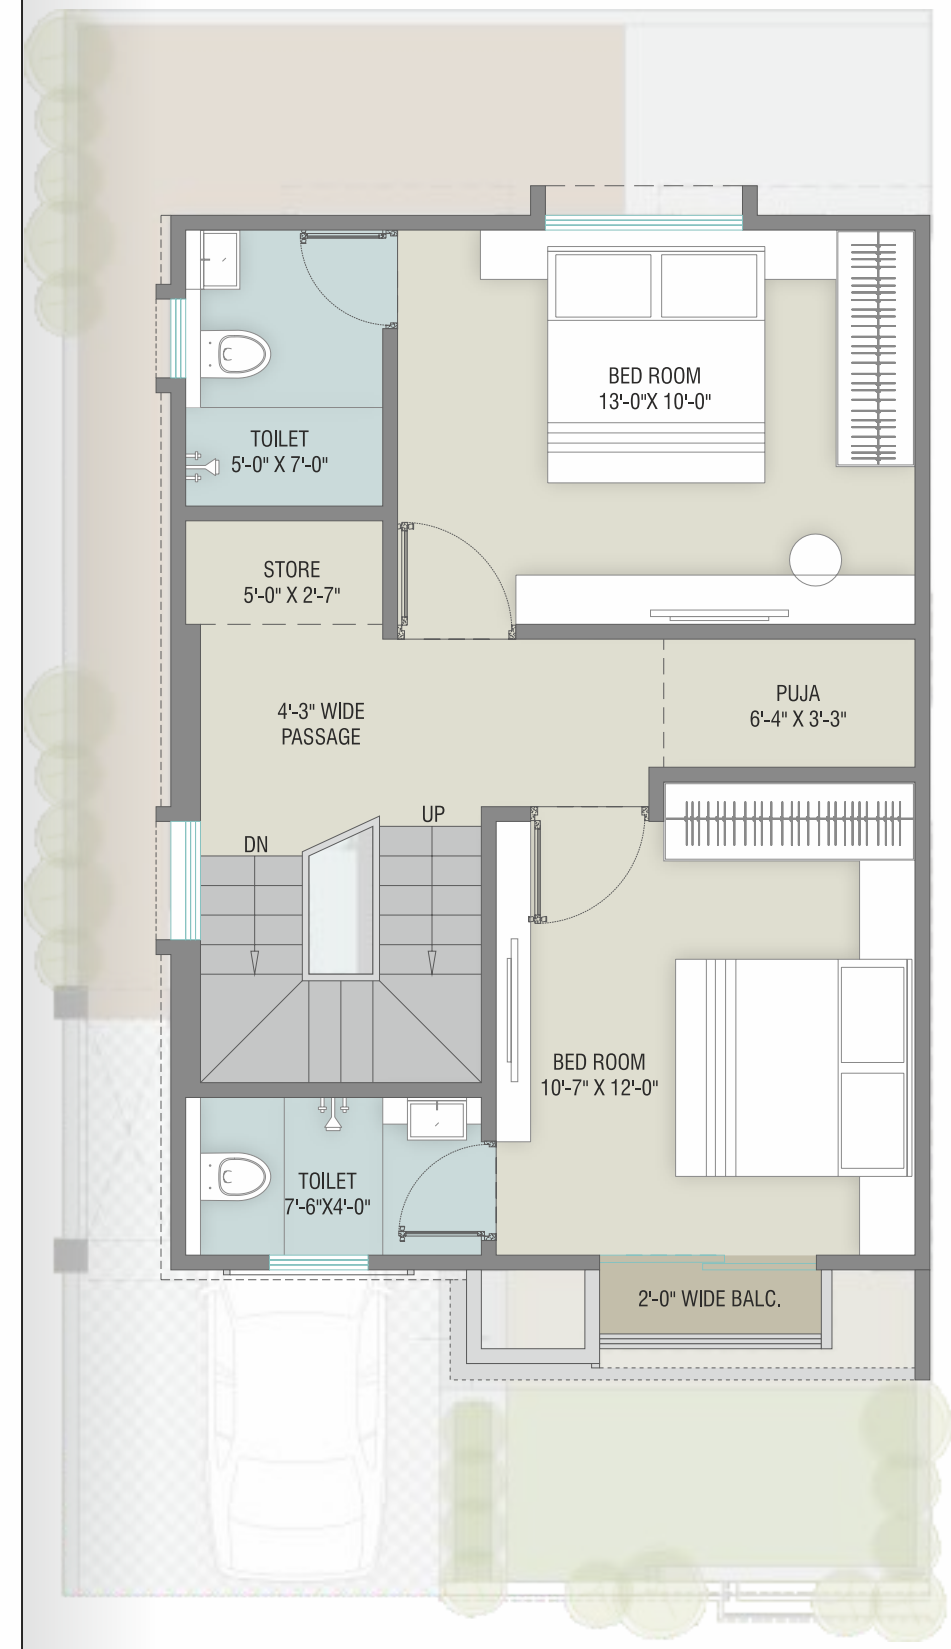 BED ROOM
13'-0"X 10'-0"
TOILET
5'-0" X 7'-0"
STORE
5'-0" X 2'-7"
4'-3" WIDE
PASSAGE
PUJA
6'-4" X 3'-3"
UP
DN
BED ROOM
10'-7" X 12'-0"
TOILET
7'-6"X4'-0"
2'-0" WIDE BALC.